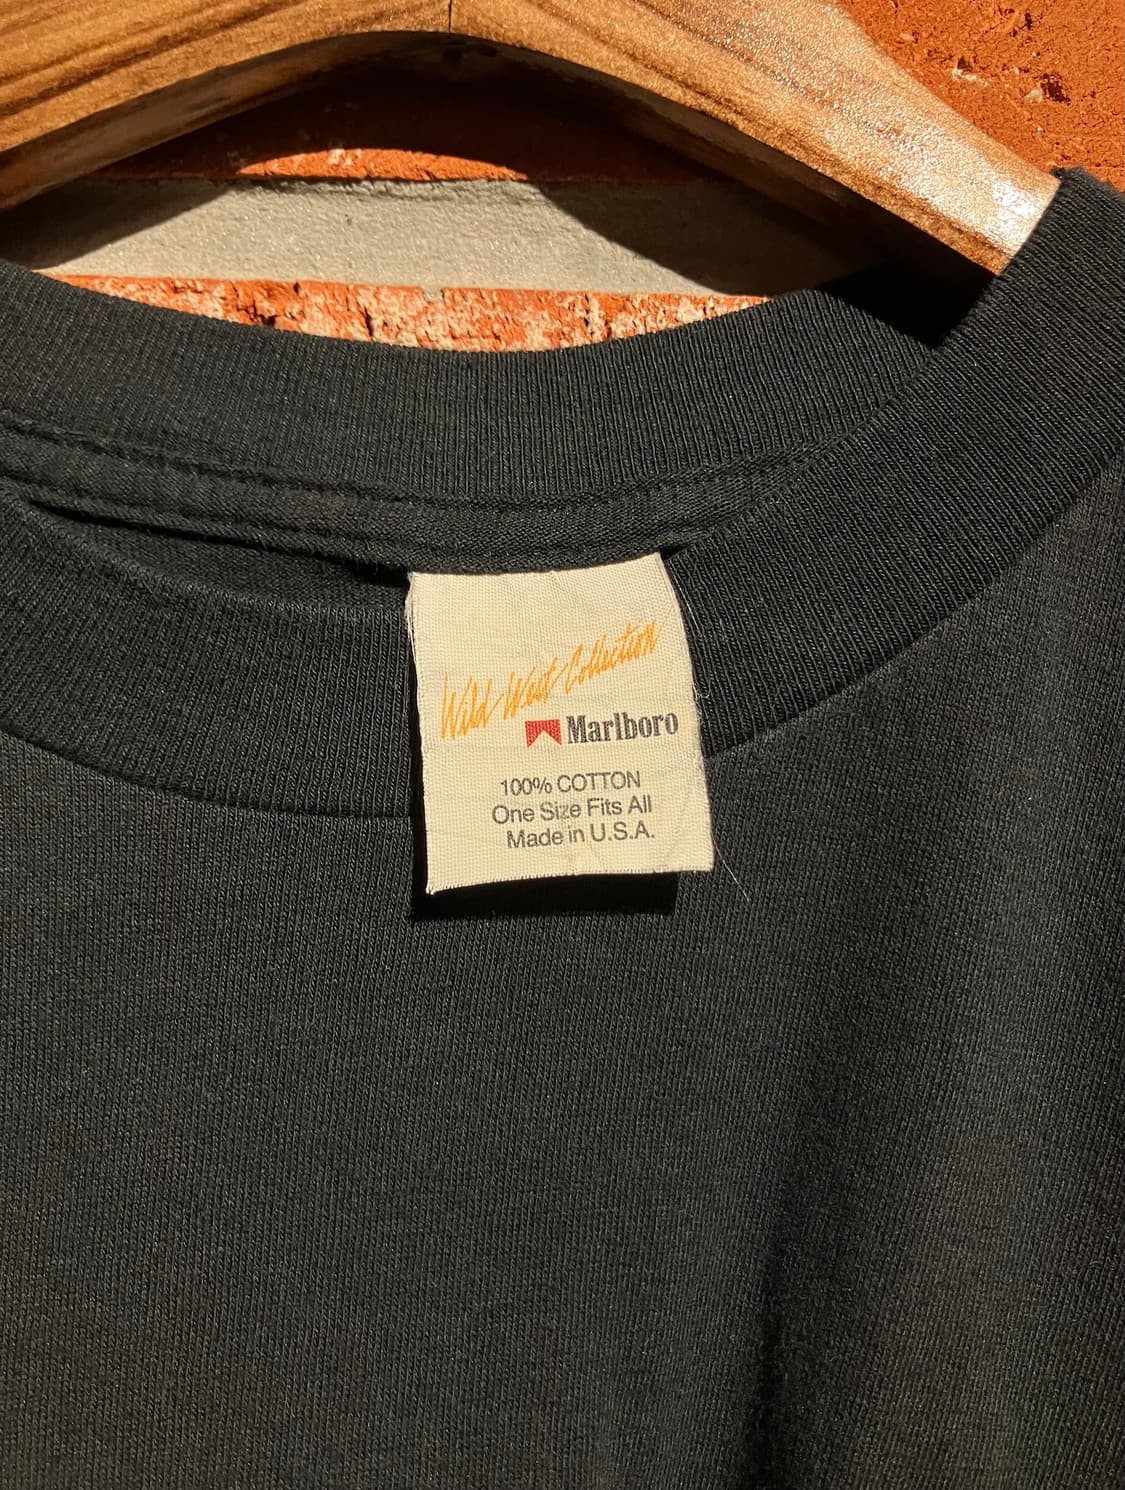 Wild West Collection
Marlboro
100% COTTON
One Size Fits All
Made in U.S.A.